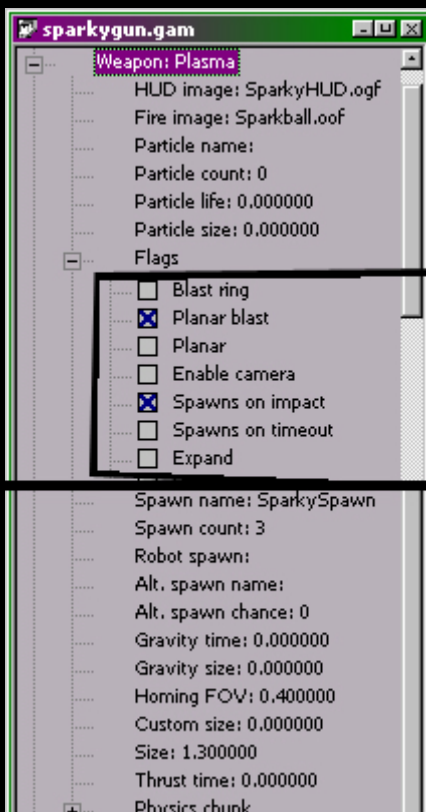 sparkygun.gam
Weapon: Plasma
HUD image: SparkyHUD.ogf
Fire image: Sparkball.oof
Particle name:
Particle count: 0
Particle life: 0.000000
Particle size: 0.000000
Flags
Blast ring
Planar blast
Planar
Enable camera
Spawns on impact
Spawns on timeout
Expand
Spawn name: SparkySpawn
Spawn count: 3
Robot spawn:
Alt. spawn name:
Alt. spawn chance: 0
Gravity time: 0.000000
Gravity size: 0.000000
Homing FOV: 0.400000
Custom size: 0.000000
Size: 1.300000
Thrust time: 0.000000
Physics chunk